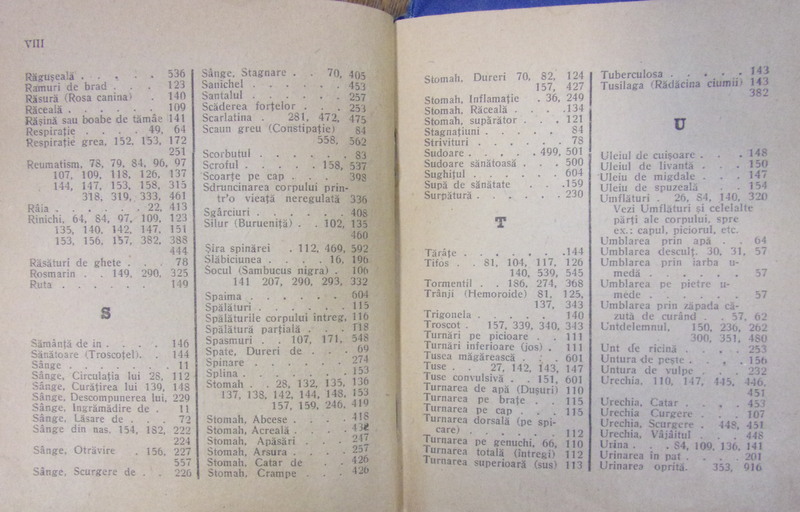 VIII
Răgușeală . . . . . 536
Ramuri de brad . . . 123
Răsură (Rosa canina) . 140
Răceală . . . . . . 109
Rășină sau boabe de tămâe 141
Respirație . . . . 49, 64
Respirație grea, 152, 153, 172
251
Reumatism, 78, 79, 84, 96, 97
107, 109, 118, 126, 137
144, 147, 153, 158, 315
318, 319, 333, 461
Râia . . . . . . 22, 413
Rinichi, 64, 84, 97, 109, 123
135, 140, 142, 147, 151
153, 156, 157, 382, 388
444
Răsături de ghete . . . 78
Rosmarin . . 149, 290, 325
Ruta . . . . . . . 149
S
Sămânță de in . . . . 146
Sănătoare (Troscoțel). . 144
Sânge . . . . . . . 11
Sânge, Circulația lui 28, 112
Sânge, Curățirea lui 139, 148
Sânge, Descompunerea lui, 229
Sânge, Ingrămădire de . 11
Sânge, Lăsare de . . . 72
Sânge din nas, 154, 182, 222
224
Sânge, Otrăvire . 156, 227
557
Sânge, Scurgere de . . 226
Sânge, Stagnare . . 70, 405
Sanichel . . . . . . 453
Santalul . . . . . . 257
Scăderea forțelor . . . 253
Scarlatina . 281, 472, 475
Scaun greu (Constipație) 84
558, 562
Scorbutul . . . . . 83
Scroful . . . . . 158, 537
Scoarțe pe cap . . . . 398
Sdruncinarea corpului prin-
tr'o vieață neregulată 336
Sgârciuri . . . . . . 408
Silur (Buruență) . . 102, 135
460
Șira spinărei . 112, 469, 592
Slăbiciunea . . . . 16, 196
Socul (Sambucus nigra) . 106
141 207, 290, 293, 332
Spaima . . . . . . 604
Spălături . . . . . . 115
Spălăturile corpului intreg, 116
Spălătură parțială . . . 118
Spasmuri . . 107, 171, 548
Spate, Dureri de . . . 69
Spinare . . . . . . 274
Splina . . . . . . . 153
Stomah . . 28, 132, 135, 136
137, 138, 142, 144, 148, 153
157, 159, 246, 419
Stomah, Abcese . . . . 418
Stomah, Acreală . . .
Stomah, Apăsări . . . 247
Stomah, Arsura . . . . 257
Stomah, Catar de . . . 426
Stomah, Crampe . . . 426
Stomah, Dureri 70, 82, 124
157, 427
Stomah, Inflamație . 36, 249
Stomah, Răceală . . . .134
Stomah, supărător . . . 121
Stagnațiuni . . . . . 84
Strivituri . . . . . . 78
Sudoare . . . . . 499, 501
Sudoare sănătoasă . . . 500
Sughițul . . . . . . 604
Supă de sănătate . . .159
Surpătură . . . . . . 230
T
Tărâțe . . . . . . .144
Tifos . . 81, 104, 117, 126
140, 539, 545
Tormentil . . 186, 274, 368
Trânji (Hemoroide) 81, 125,
137, 343
Trigonela . . . . . . 140
Troscot . 157, 339, 340, 343
Turnări pe picioare . . . 111
Turnări inferioare (jos) . 111
Tusea măgărească . . . 601
Tuse . . . 27, 142, 143, 147
Tuse convulsivă . . 151, 601
Turnarea de apă (Dușuri) 110
Turnarea pe brațe . . . 115
Turnarea pe cap . . . . 115
Turnarea dorsală (pe spi-
care) . . . . . . 112
Turnarea pe genuchi, 66, 110
Turnarea totală (intregi) 112
Turnarea superioară (sus) 113
Tuberculosa . . . . . 143
Tusilaga (Rădăcina ciumii) 143
382
U
Uleiul de cuișoare . . . 148
Uleiul de livantă . . . 150
Uleiu de migdale . . . 147
Uleiu de spuzeală . . . 154
Umflături . 26, 84, 140, 320
Vezi Umflături și celelalte
părți ale corpului, spre
ex.: capul, piciorul, etc.
Umblarea prin apă . . 64
Umblarea descult. 30, 31, 57
Umblarea prin iarba u-
medă . . . . . . 57
Umblarea pe pietre u-
mede . . . . . . 57
Umblarea prin zăpada că-
zută de curând . . 57, 62
Untdelemnul, 150, 236, 262
300, 351, 480
Unt de ricină . . . . 253
Untura de pește . . . . 156
Untura de vulpe . . . 232
Urechia, 110, 147, 445, 446,
451
Urechia, Catar . . . . 453
Urechia Curgere . . . 107
Urechia, Scurgere . 448, 451
Urechia, Vâjâitul . . . 448
Urina . . . 84, 109, 136, 141
Urinarea în pat . . . . 201
Urinarea oprită. 353, 916